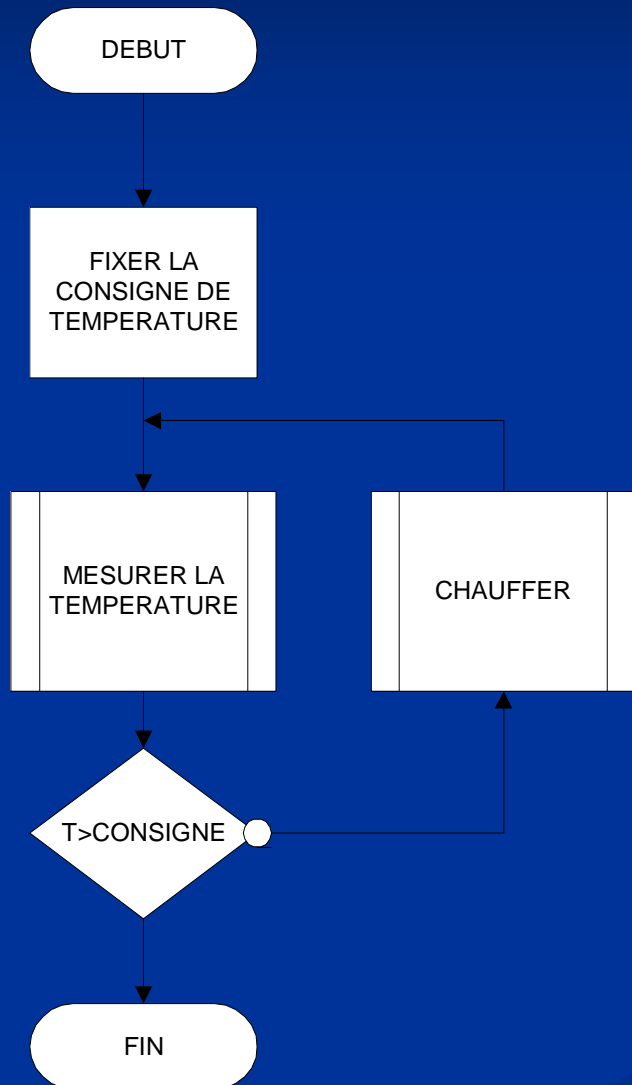 DEBUT
FIXER LA
CONSIGNE DE
TEMPERATURE
MESURER LA
TEMPERATURE
CHAUFFER
T>CONSIGNE
FIN